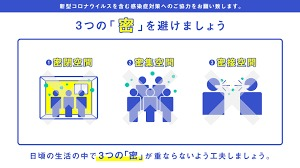 新型コロナウイルスを含む感染症対策へのご協力をお願い致します。
3つの「密」を避けましょう
①密閉空間
②密集空間
③密接空間
日頃の生活の中で3つの「密」が重ならないよう工夫しましょう。